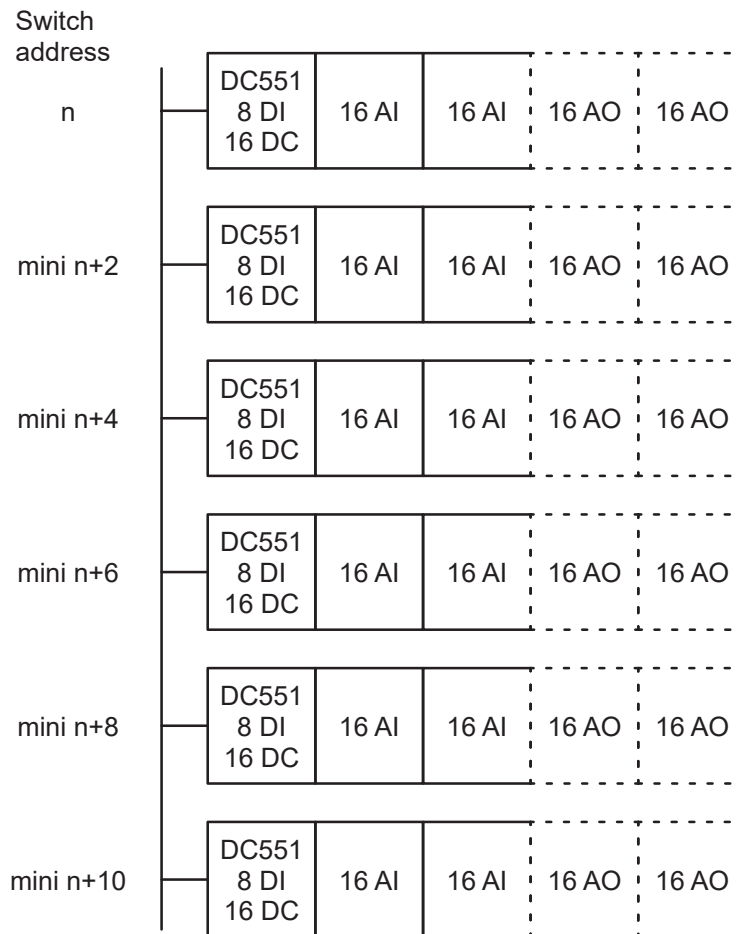 Switch
address
n
DC551
8 DI
16 DC
16 AI
16 AI
16 AO
16 AO
mini n+2
DC551
8 DI
16 DC
16 AI
16 AI
16 AO
16 AO
mini n+4
DC551
8 DI
16 DC
16 AI
16 AI
16 AO
16 AO
mini n+6
DC551
8 DI
16 DC
16 AI
16 AI
16 AO
16 AO
mini n+8
DC551
8 DI
16 DC
16 AI
16 AI
16 AO
16 AO
mini n+10
DC551
8 DI
16 DC
16 AI
16 AI
16 AO
16 AO